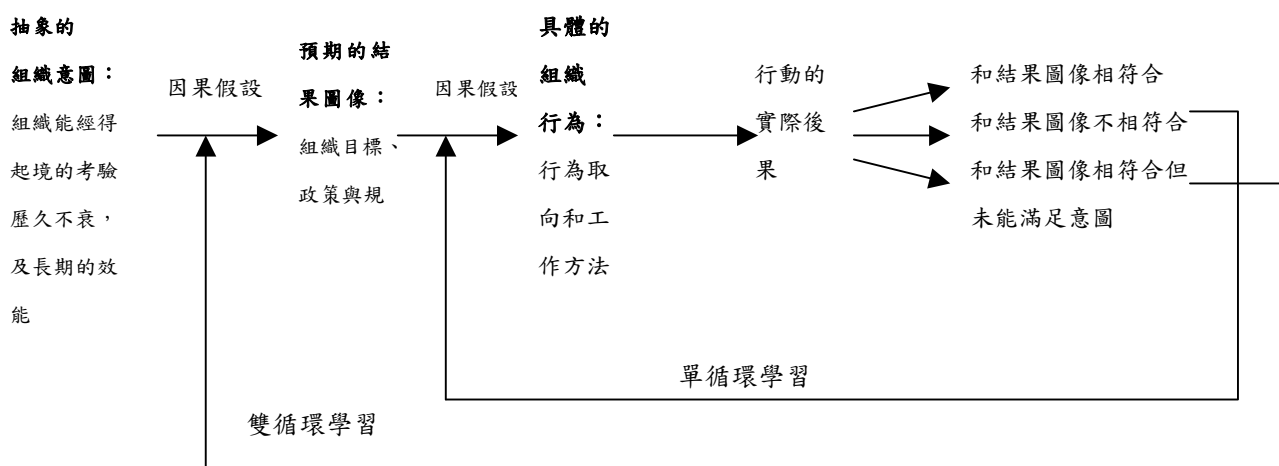 抽象的
組織意圖：
組織能經得
起境的考驗
歷久不衰，
及長期的效
能
因果假設
預期的結
果圖像：
組織目標、
政策與規
因果假設
具體的
組織
行為：
行為取
向和工
作方法
行動的
實際後
果
和結果圖像相符合
和結果圖像不相符合
和結果圖像相符合但
未能滿足意圖
單循環學習
雙循環學習